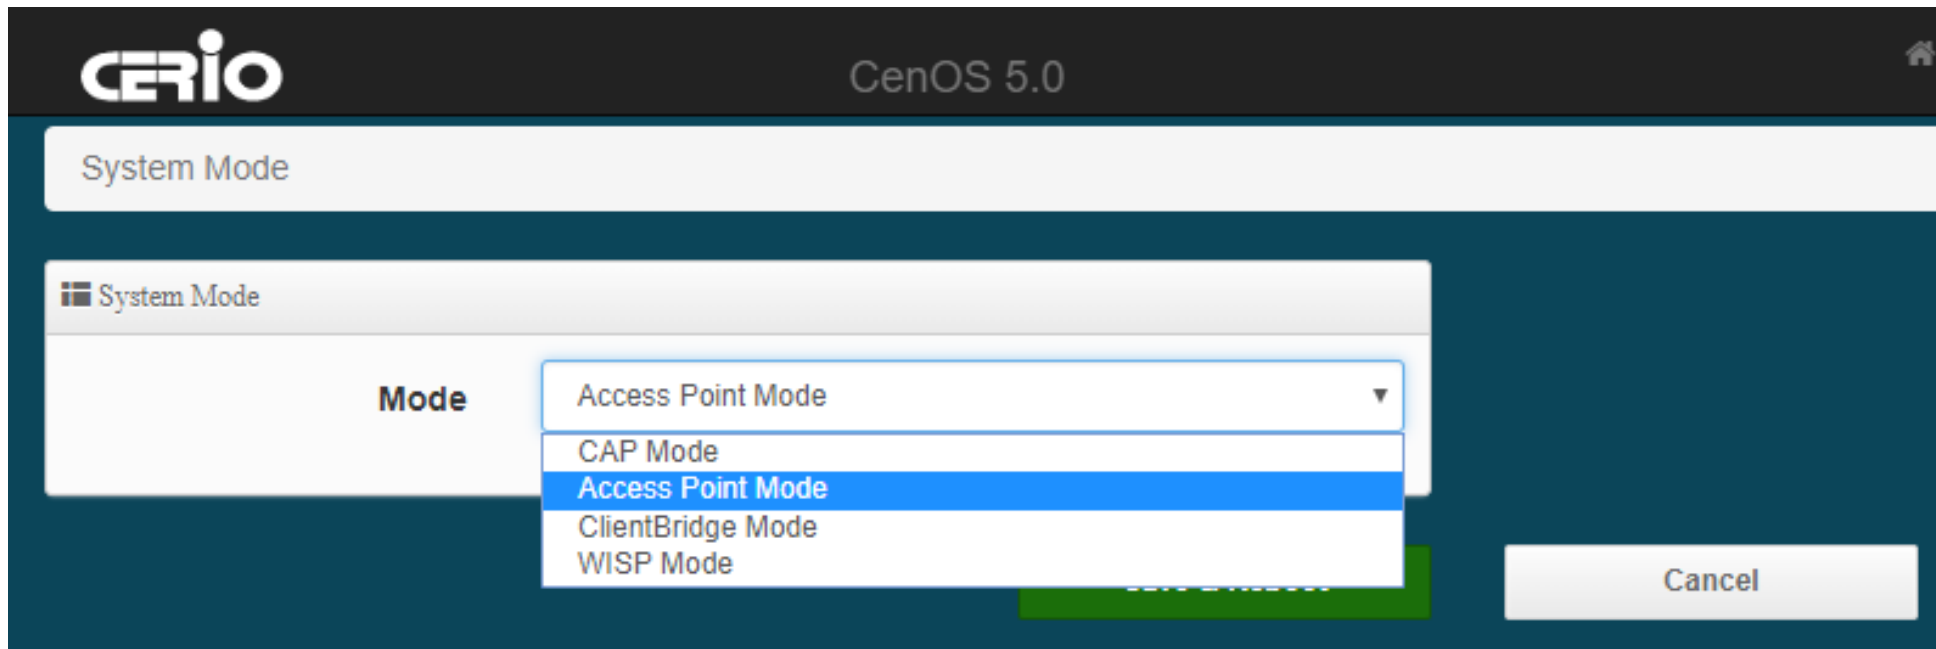 CERIO
CenOS 5.0
System Mode
System Mode
Mode
Access Point Mode
CAP Mode
Access Point Mode
ClientBridge Mode
WISP Mode
Cancel